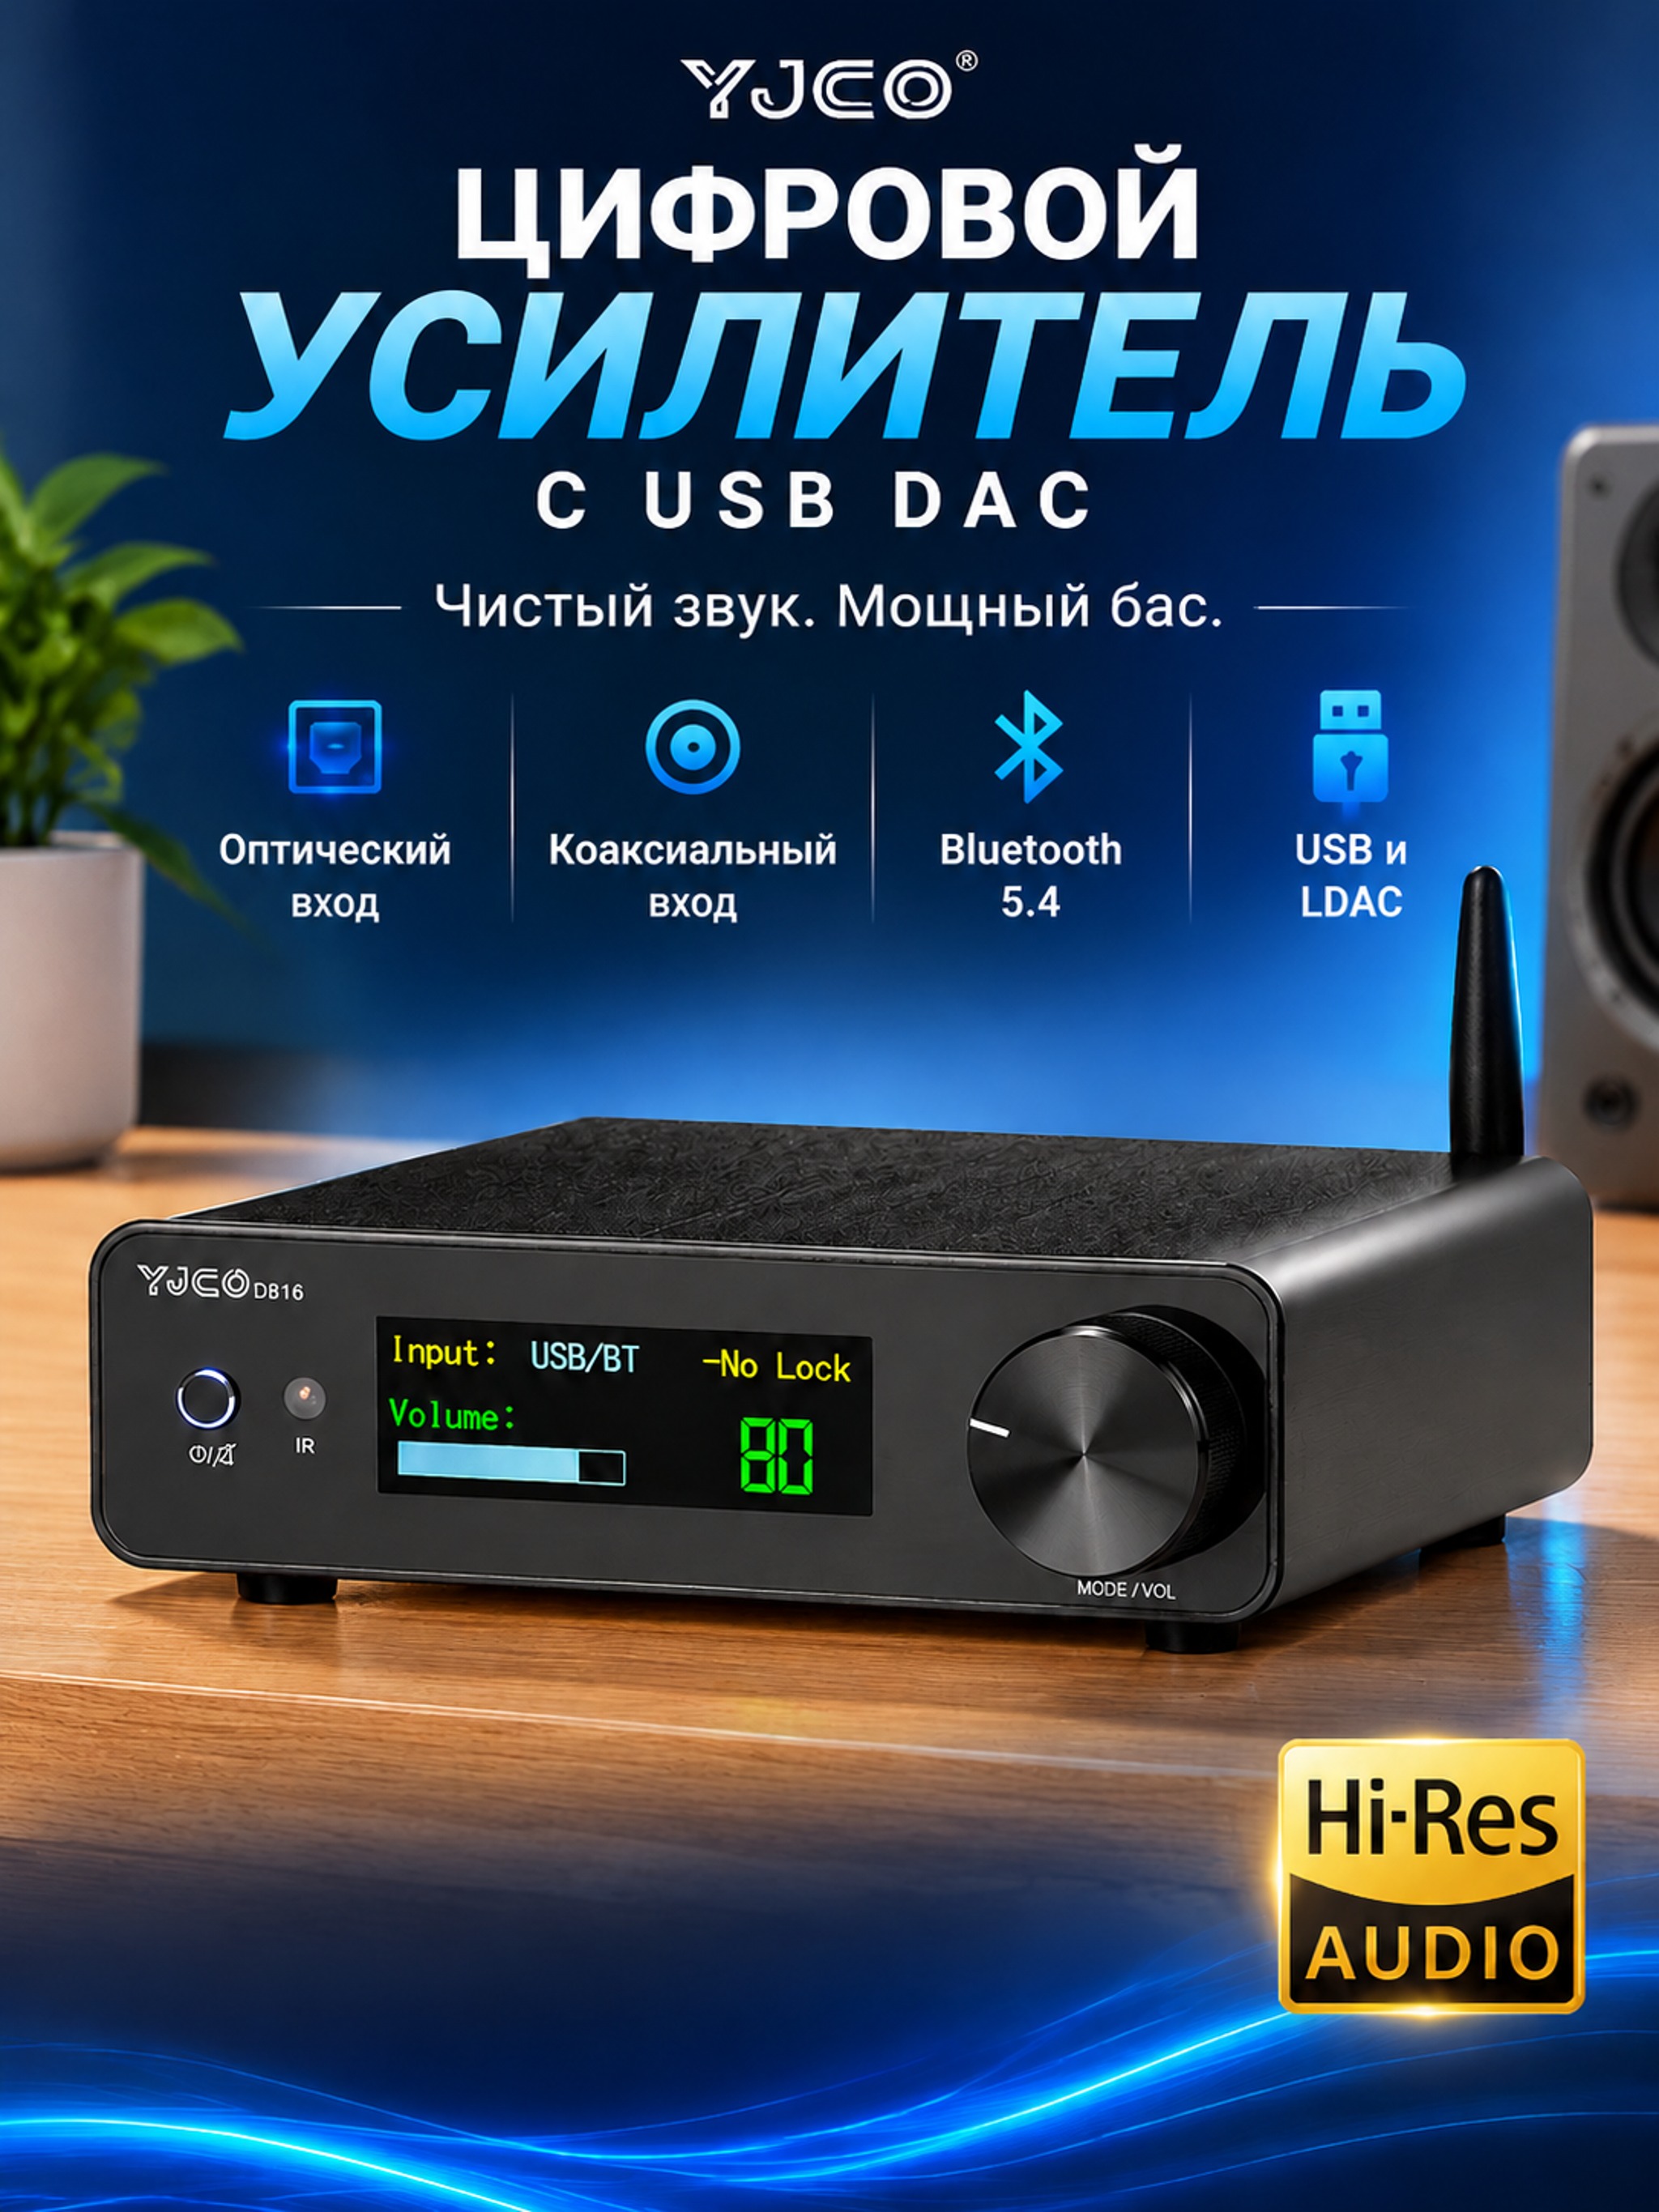 YJCO®
ЦИФРОВОЙ
УСИЛИТЕЛЬ
С USB DAC
Чистый звук. Мощный бас.
Оптический
вход
Коаксиальный
вход
Bluetooth
5.4
USB и
LDAC
YJCO DB16
Input: USB/BT -No Lock
Volume:
80
IR
MODE / VOL
Hi-Res
AUDIO